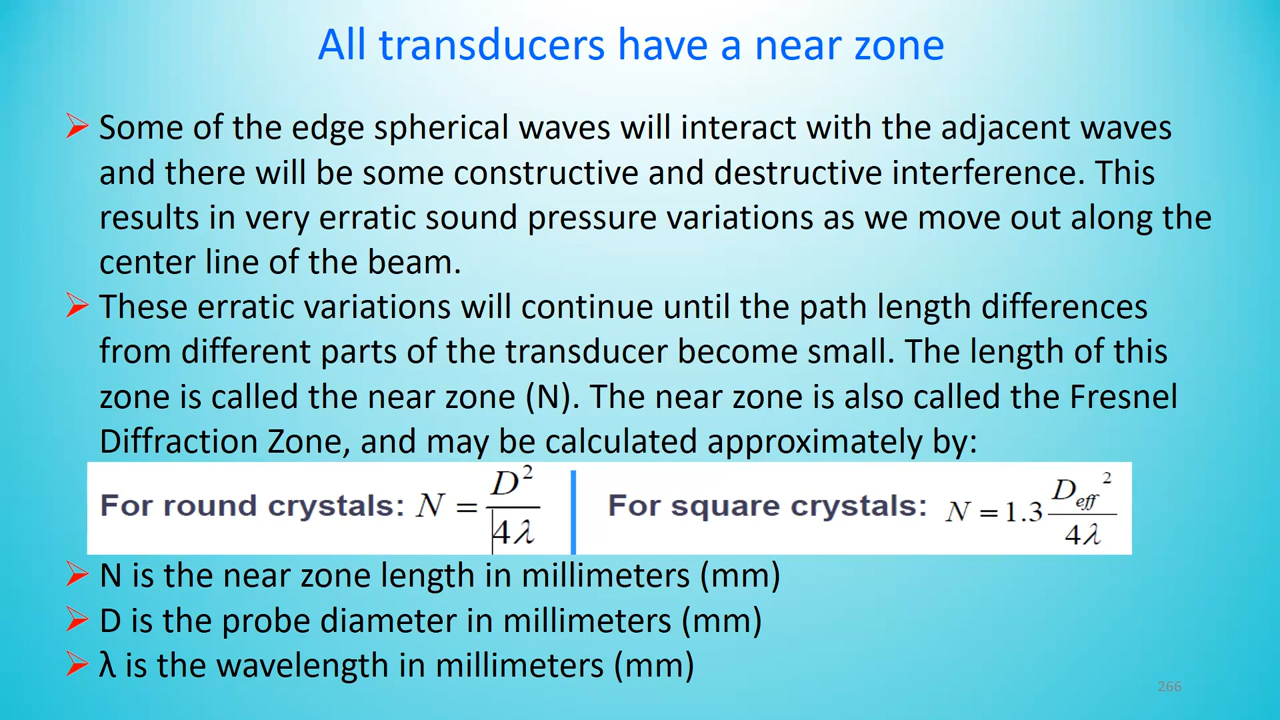 All transducers have a near zone
➢ Some of the edge spherical waves will interact with the adjacent waves
and there will be some constructive and destructive interference. This
results in very erratic sound pressure variations as we move out along the
center line of the beam.
➢ These erratic variations will continue until the path length differences
from different parts of the transducer become small. The length of this
zone is called the near zone (N). The near zone is also called the Fresnel
Diffraction Zone, and may be calculated approximately by:
For round crystals: N = D² / 4λ
For square crystals: N = 1.3 D_eff² / 4λ
➢ N is the near zone length in millimeters (mm)
➢ D is the probe diameter in millimeters (mm)
➢ λ is the wavelength in millimeters (mm)
266